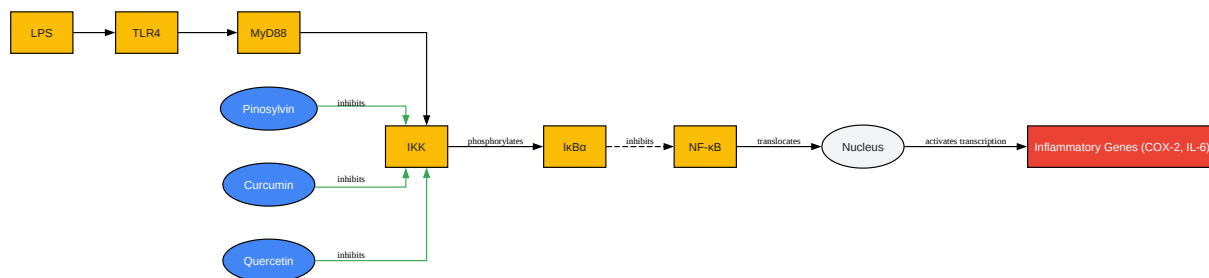 LPS
TLR4
MyD88
Pinosylvin
inhibits
Curcumin
inhibits
Quercetin
inhibits
IKK
phosphorylates
IκBα
inhibits
NF-κB
translocates
Nucleus
activates transcription
Inflammatory Genes (COX-2, IL-6)